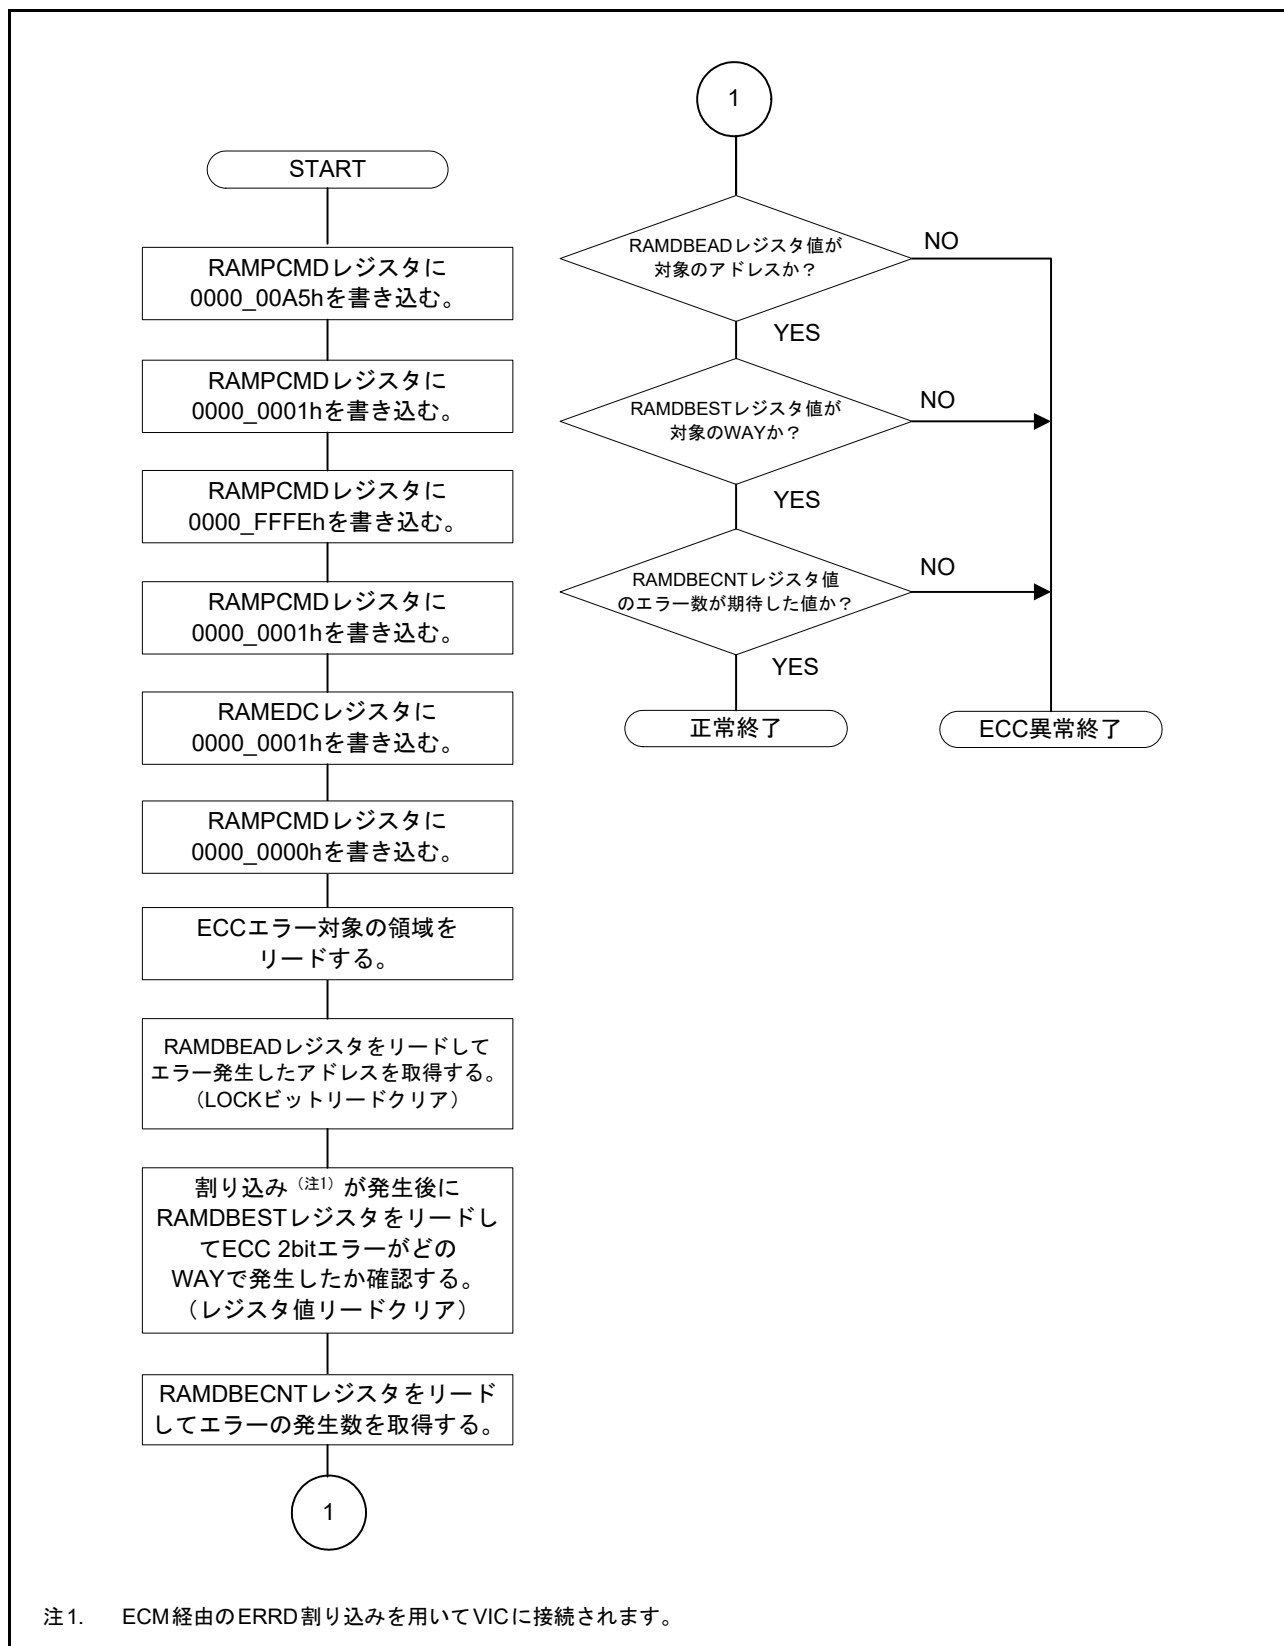 START
RAMPCMDレジスタに
0000_00A5hを書き込む。
RAMPCMDレジスタに
0000_0001hを書き込む。
RAMPCMDレジスタに
0000_FFFEhを書き込む。
RAMPCMDレジスタに
0000_0001hを書き込む。
RAMEDCレジスタに
0000_0001hを書き込む。
RAMPCMDレジスタに
0000_0000hを書き込む。
ECCエラー対象の領域を
リードする。
RAMDBEADレジスタをリードして
エラー発生したアドレスを取得する。
（LOCKビットリードクリア）
割り込み（注1）が発生後に
RAMDBESTレジスタをリードし
てECC 2bitエラーがどの
WAYで発生したか確認する。
（レジスタ値リードクリア）
RAMDBECNTレジスタをリード
してエラーの発生数を取得する。
1
1
RAMDBEADレジスタ値が
対象のアドレスか？
NO
YES
RAMDBESTレジスタ値が
対象のWAYか？
NO
YES
RAMDBECNTレジスタ値
のエラー数が期待した値か？
NO
YES
正常終了
ECC異常終了
注1. ECM経由のERRD割り込みを用いてVICに接続されます。